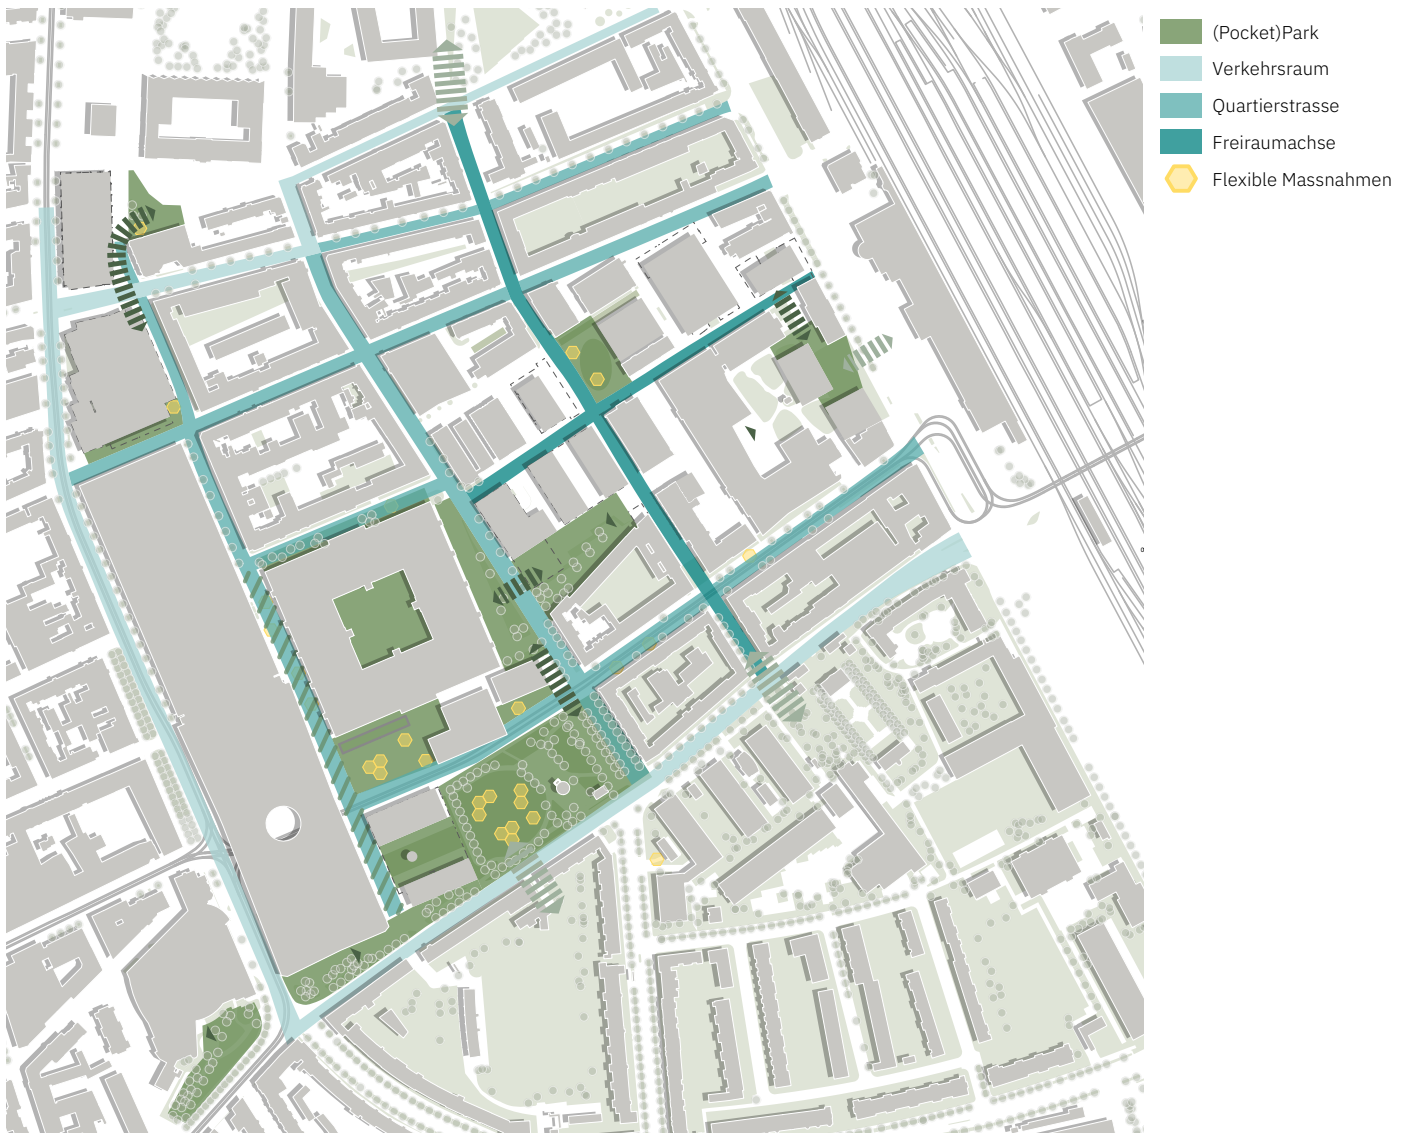 (Pocket)Park
Verkehrsraum
Quartierstrasse
Freiraumachse
Flexible Massnahmen